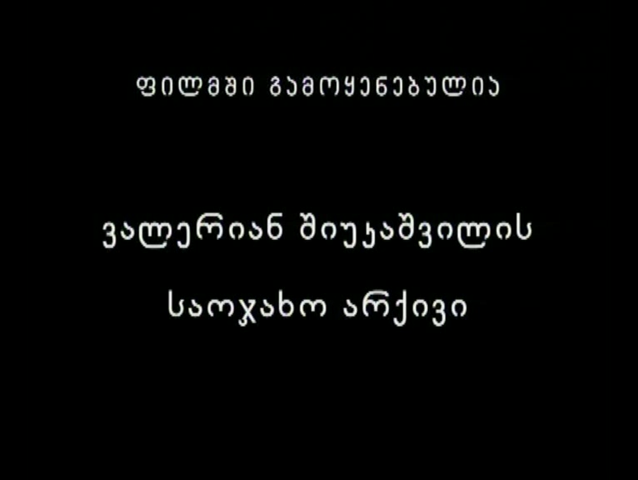 ფილმში გამოყენებულია
ვალერიან შიუკაშვილის
საოჯახო არქივი